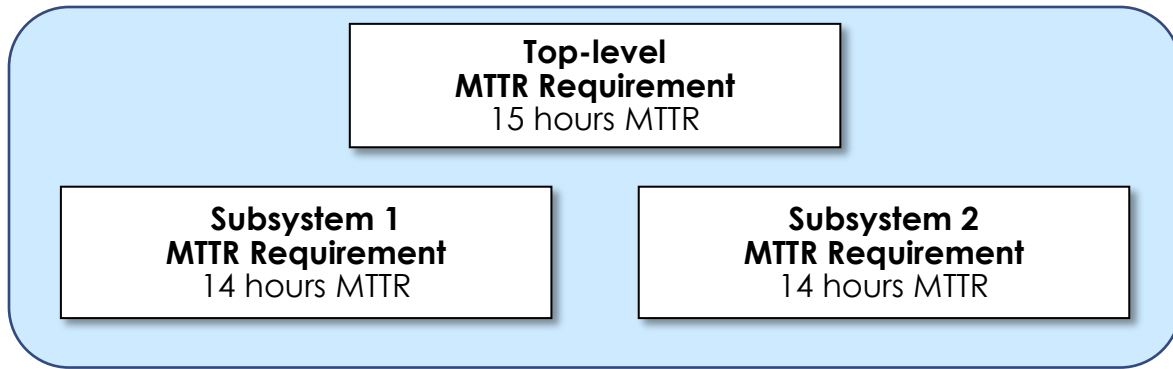 Top-level
MTTR Requirement
15 hours MTTR
Subsystem 1
MTTR Requirement
14 hours MTTR
Subsystem 2
MTTR Requirement
14 hours MTTR